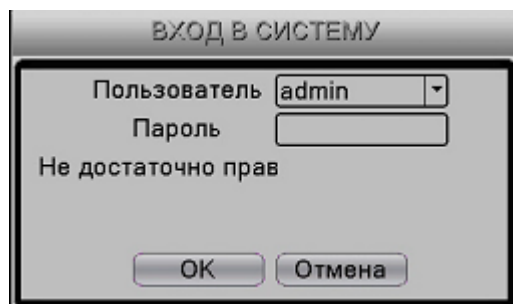 ВХОД В СИСТЕМУ
Пользователь admin
Пароль
Не достаточно прав
OK Отмена